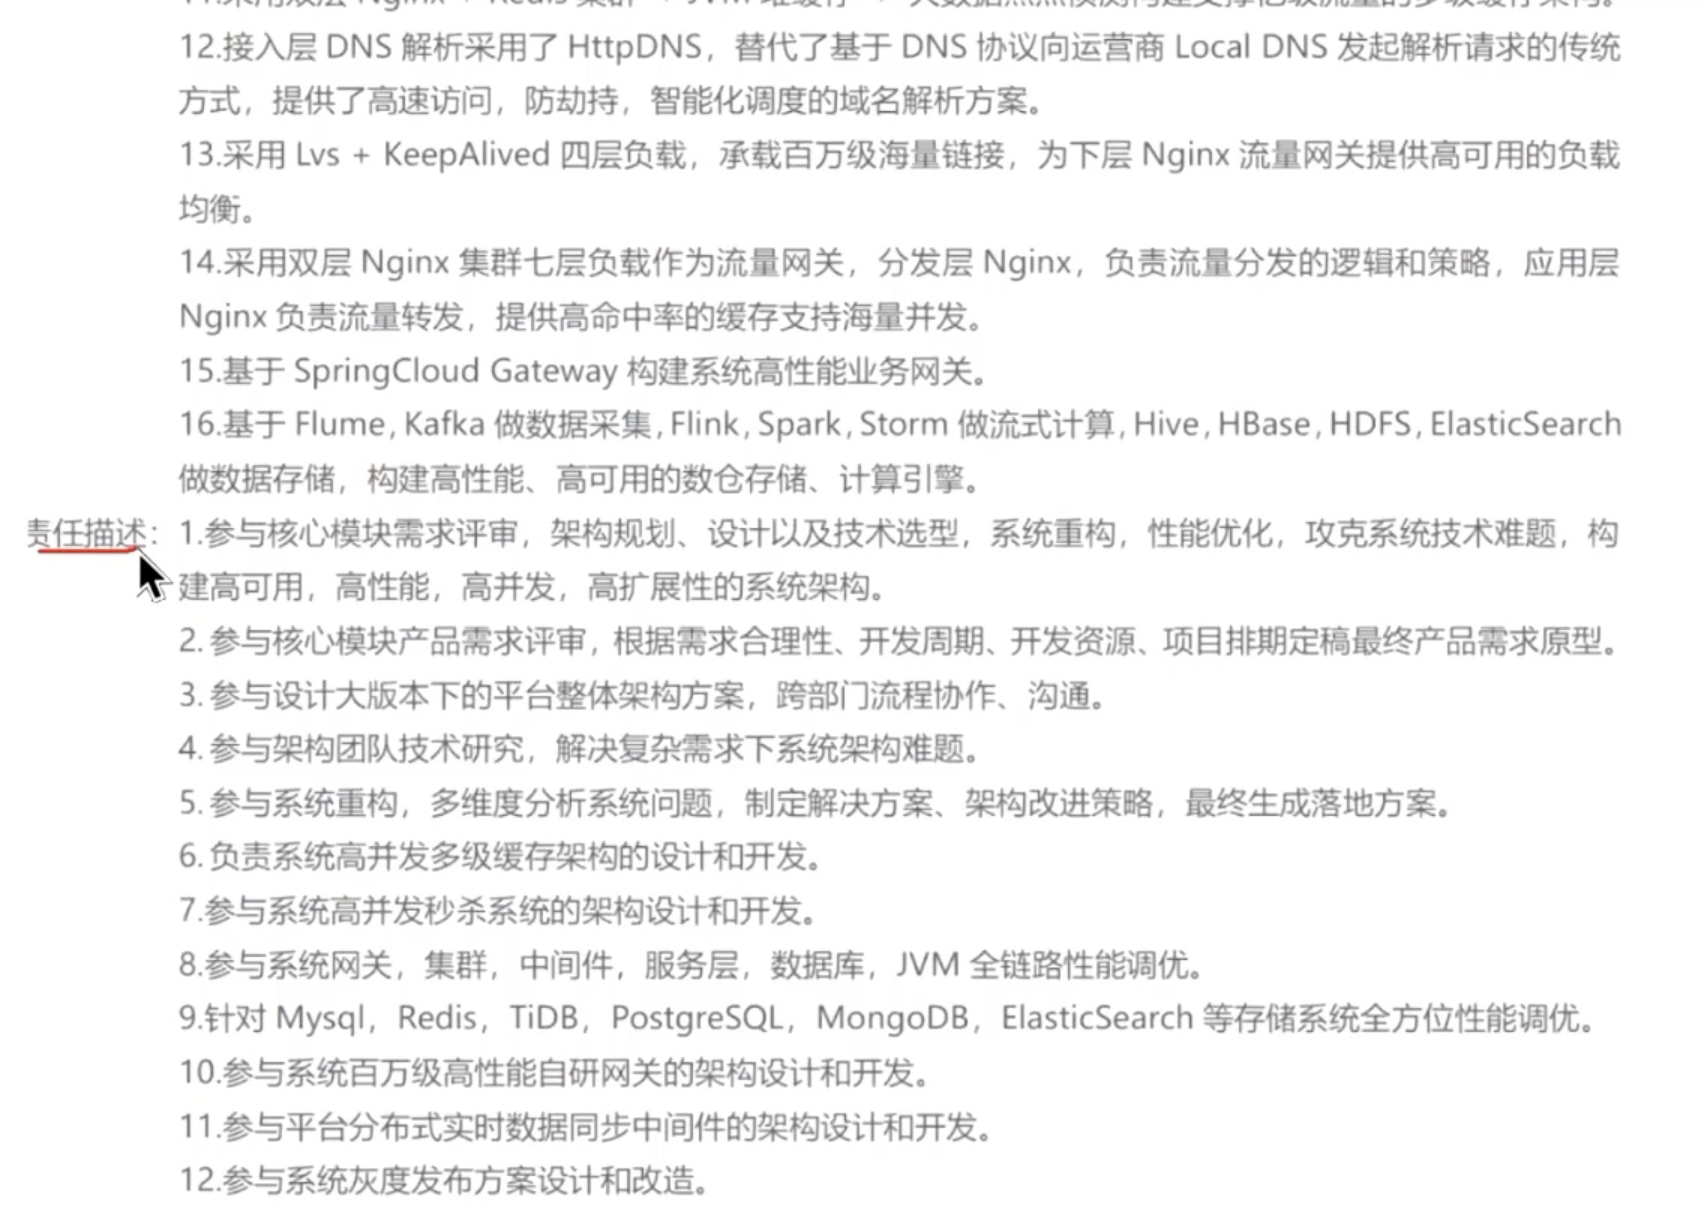 12.接入层 DNS 解析采用了 HttpDNS，替代了基于 DNS 协议向运营商 Local DNS 发起解析请求的传统
方式，提供了高速访问，防劫持，智能化调度的域名解析方案。
13.采用 Lvs + KeepAlived 四层负载，承载百万级海量链接，为下层 Nginx 流量网关提供高可用的负载
均衡。
14.采用双层 Nginx 集群七层负载作为流量网关，分发层 Nginx，负责流量分发的逻辑和策略，应用层
Nginx 负责流量转发，提供高命中率的缓存支持海量并发。
15.基于 SpringCloud Gateway 构建系统高性能业务网关。
16.基于 Flume,Kafka 做数据采集,Flink,Spark,Storm 做流式计算,Hive,HBase,HDFS,ElasticSearch
做数据存储，构建高性能、高可用的数仓存储、计算引擎。
责任描述：1.参与核心模块需求评审，架构规划、设计以及技术选型，系统重构，性能优化，攻克系统技术难题，构
建高可用，高性能，高并发，高扩展性的系统架构。
2. 参与核心模块产品需求评审，根据需求合理性、开发周期、开发资源、项目排期定稿最终产品需求原型。
3. 参与设计大版本下的平台整体架构方案，跨部门流程协作、沟通。
4. 参与架构团队技术研究，解决复杂需求下系统架构难题。
5. 参与系统重构，多维度分析系统问题，制定解决方案、架构改进策略，最终生成落地方案。
6. 负责系统高并发多级缓存架构的设计和开发。
7.参与系统高并发秒杀系统的架构设计和开发。
8.参与系统网关，集群，中间件，服务层，数据库，JVM 全链路性能调优。
9.针对 Mysql，Redis，TiDB，PostgreSQL，MongoDB，ElasticSearch 等存储系统全方位性能调优。
10.参与系统百万级高性能自研网关的架构设计和开发。
11.参与平台分布式实时数据同步中间件的架构设计和开发。
12.参与系统灰度发布方案设计和改造。